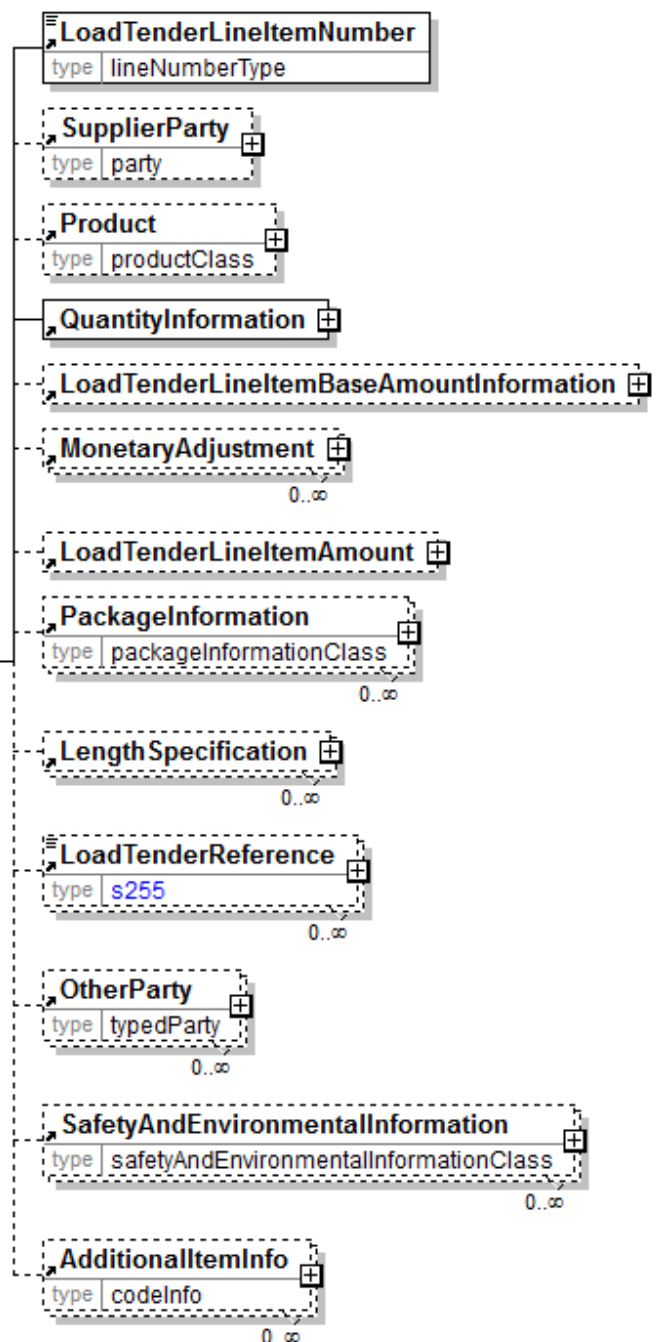 LoadTenderLineItemNumber
type lineNumberType
SupplierParty
type party
Product
type productClass
QuantityInformation
LoadTenderLineItemBaseAmountInformation
MonetaryAdjustment
0..∞
LoadTenderLineItemAmount
PackageInformation
type packageInformationClass
0..∞
LengthSpecification
0..∞
LoadTenderReference
type s255
0..∞
OtherParty
type typedParty
0..∞
SafetyAndEnvironmentalInformation
type safetyAndEnvironmentalInformationClass
0..∞
AdditionalItemInfo
type codeInfo
0..∞